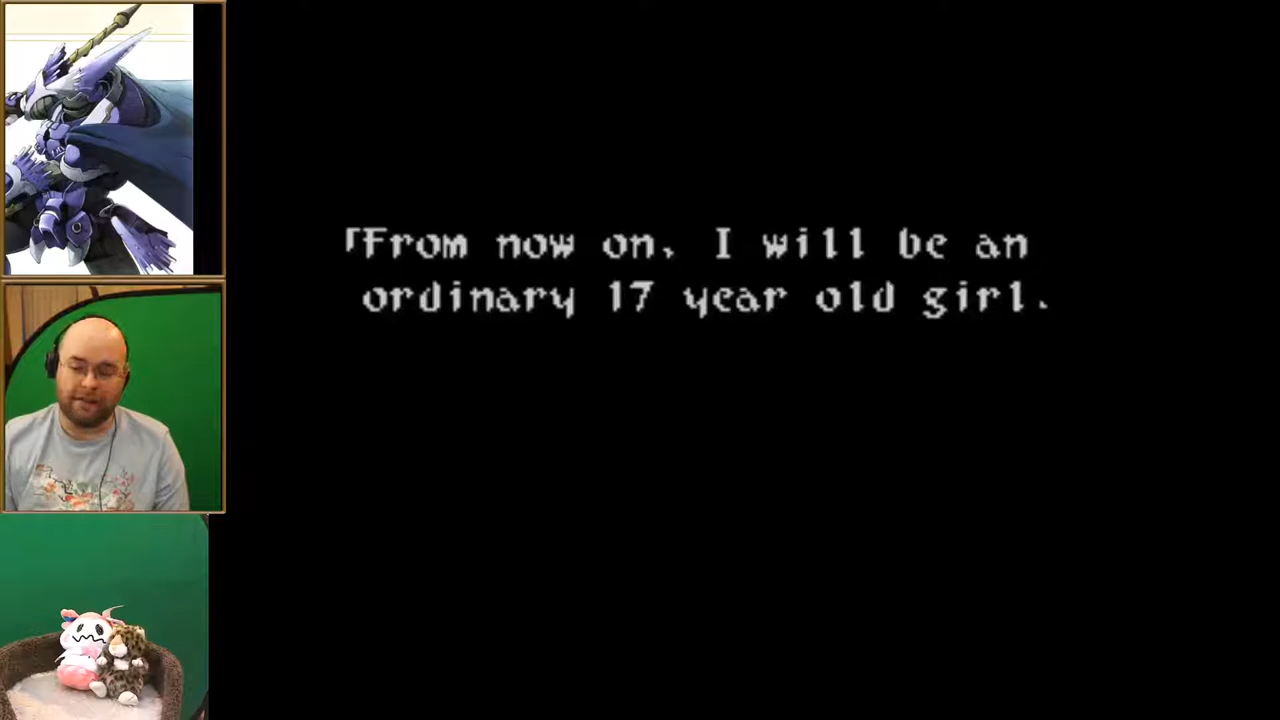 「From now on, I will be an
ordinary 17 year old girl.